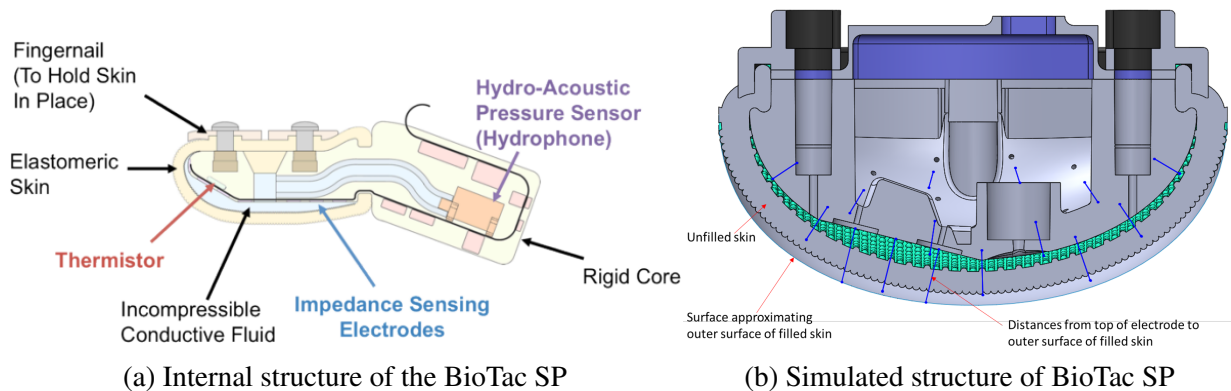 Fingernail
(To Hold Skin
In Place)
Elastomeric
Skin
Thermistor
Incompressible
Conductive Fluid
Impedance Sensing
Electrodes
Hydro-Acoustic
Pressure Sensor
(Hydrophone)
Rigid Core
(a) Internal structure of the BioTac SP
Unfilled skin
Surface approximating
outer surface of filled skin
Distances from top of electrode to
outer surface of filled skin
(b) Simulated structure of BioTac SP